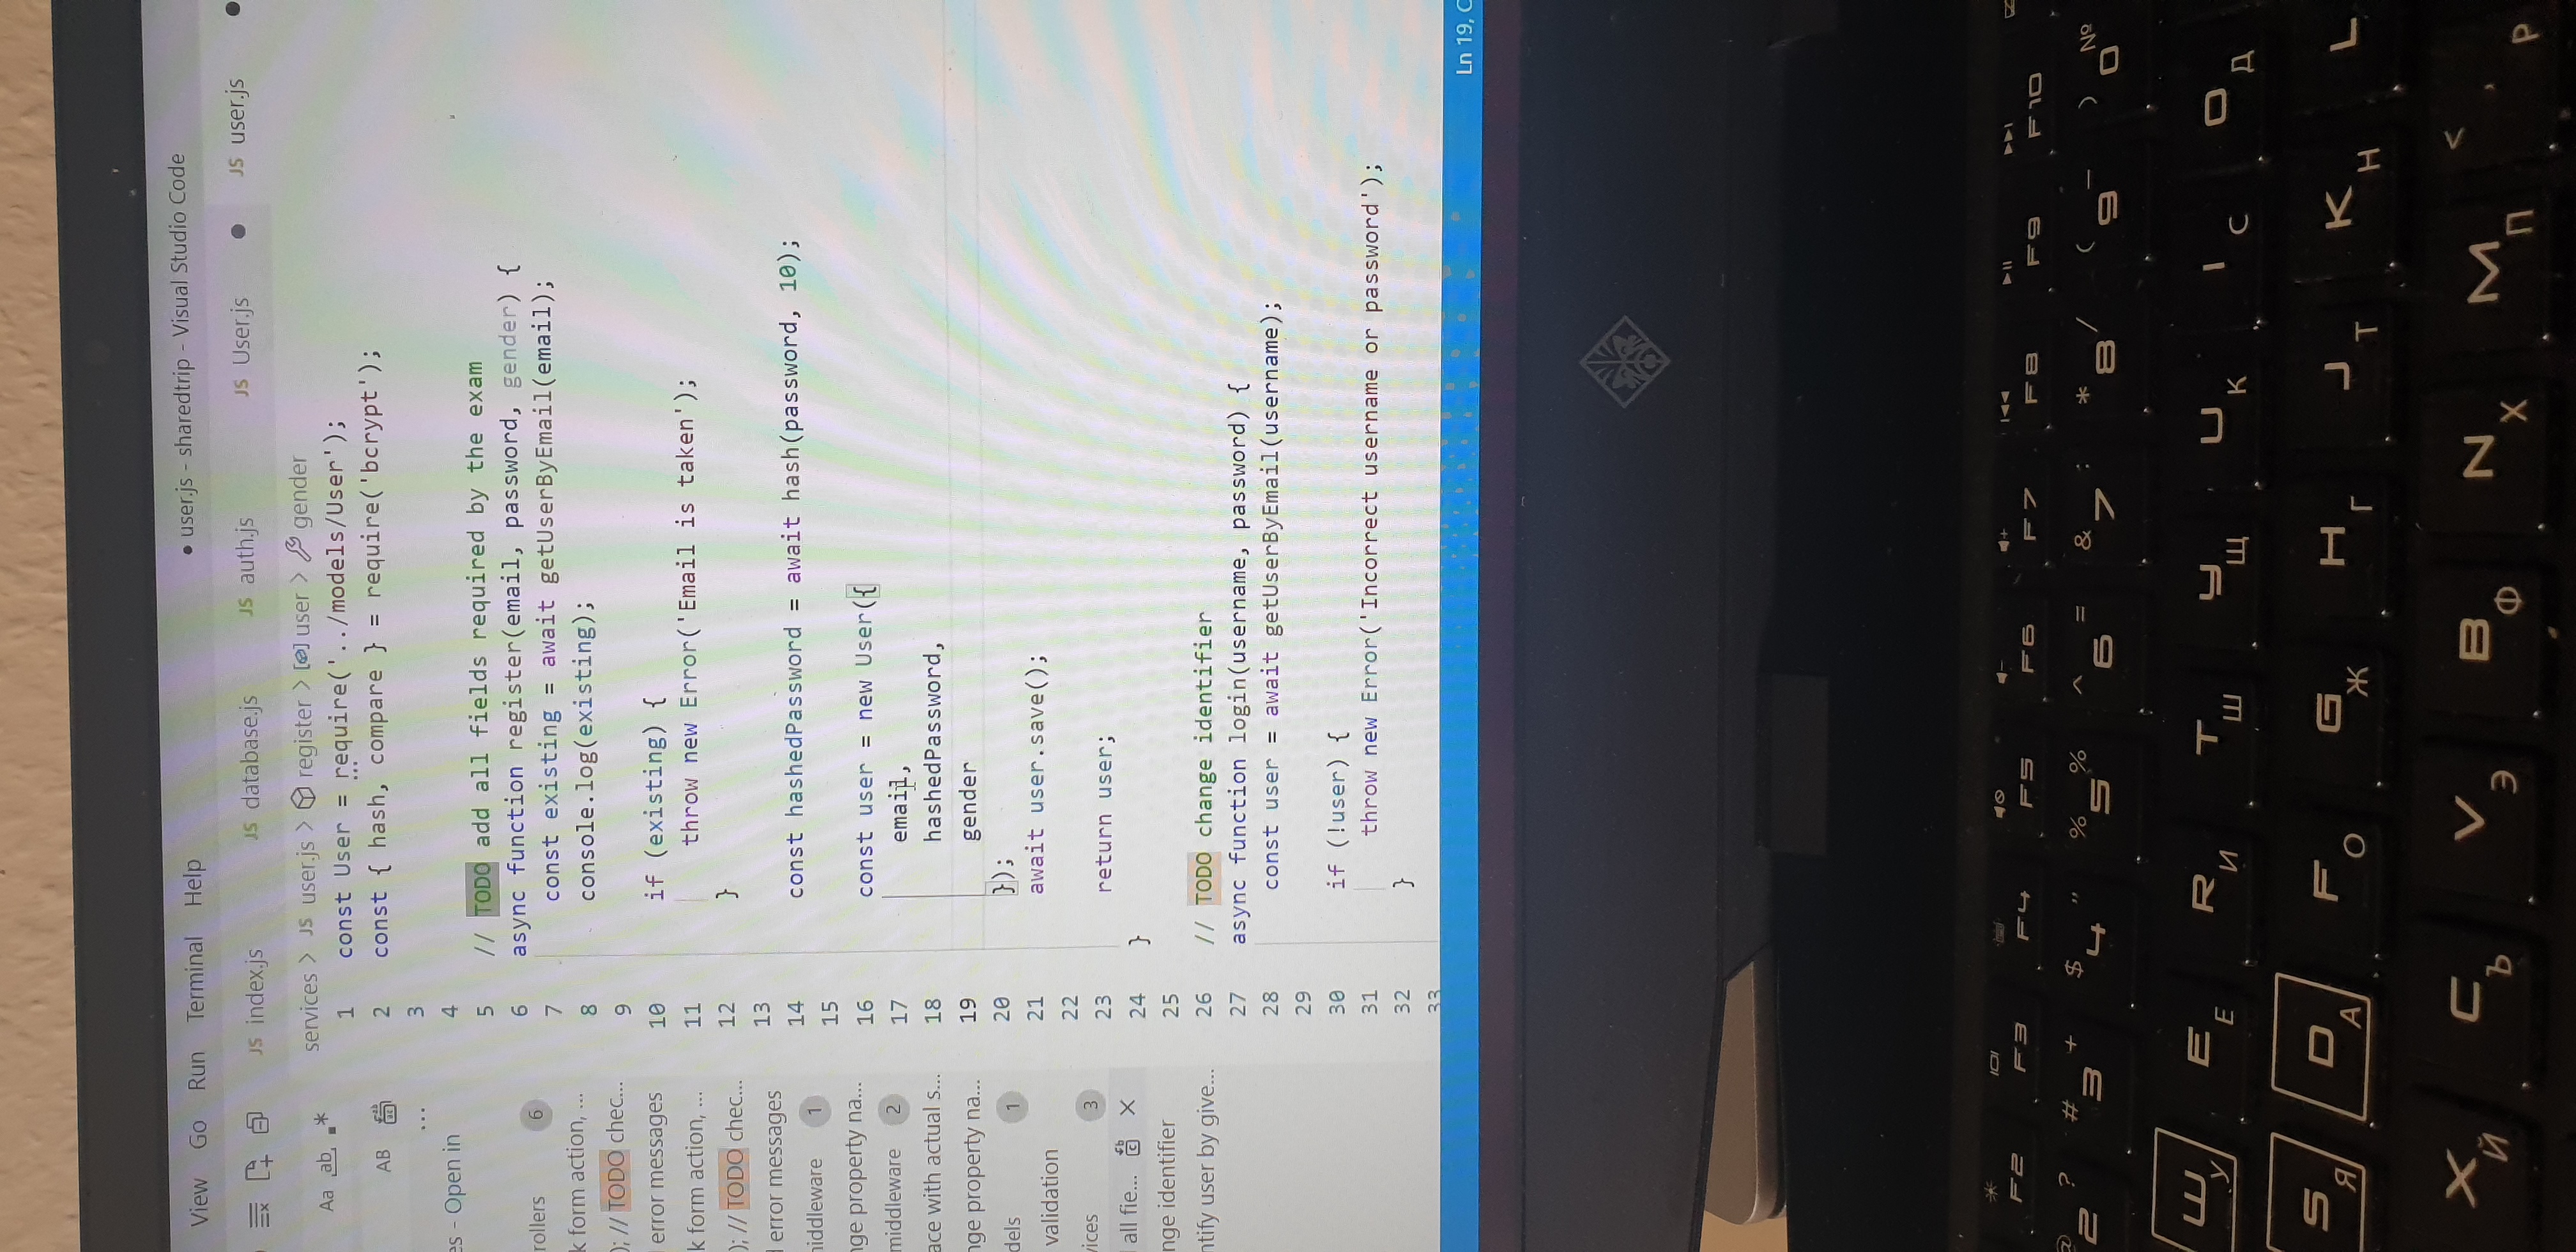 View Go Run Terminal Help ● user.js - sharedtrip - Visual Studio Code
JS index.js JS database.js JS auth.js JS User.js ● JS user.js ●
services > JS user.js > register > user > gender
Aa ab
AB
...
es - Open in
rollers 6
k form action, ...
); // TODO chec...
error messages
k form action, ...
); // TODO chec...
error messages
iddleware 1
nge property na...
middleware 2
ace with actual s...
nge property na...
dels 1
validation
vices 3
all fie...
nge identifier
ntify user by give...
1 const User = require('../models/User');
2 const { hash, compare } = require('bcrypt');
3
4
5 // TODO add all fields required by the exam
6 async function register(email, password, gender) {
7 const existing = await getUserByEmail(email);
8 console.log(existing);
9
10 if (existing) {
11 throw new Error('Email is taken');
12 }
13
14 const hashedPassword = await hash(password, 10);
15
16 const user = new User({
17 email,
18 hashedPassword,
19 gender
20 });
21 await user.save();
22
23 return user;
24 }
25
26 // TODO change identifier
27 async function login(username, password) {
28 const user = await getUserByEmail(username);
29
30 if (!user) {
31 throw new Error('Incorrect username or password');
32 }
33
Ln 19, C
F2 F3 F4 F5 F6 F7 F8 F9 F10
@ 2 ? # 3 + $ 4 " % 5 % ^ 6 = & 7 : * 8 / ( 9 – ) 0 №
W У E Е R И T Ш Y Щ U К I С O Д
S Я D А F О G Ж H Г J Т K Н L
X Й C Ъ V Э B Ф N Х M П < , Р